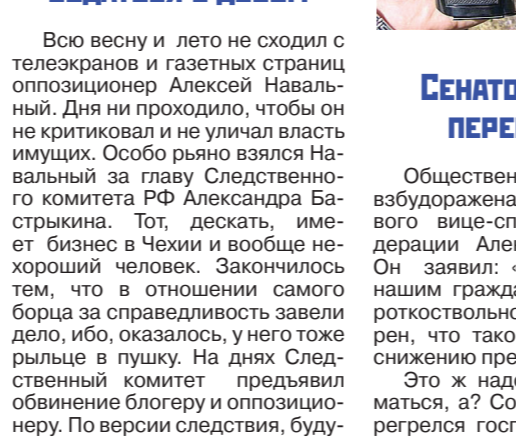 Всю весну и лето не сходил с
телеэкранов и газетных страниц
оппозиционер Алексей Наваль-
ный. Дня ни проходило, чтобы он
не критиковал и не уличал власть
имущих. Особо рьяно взялся На-
вальный за главу Следственно-
го комитета РФ Александра Ба-
стрыкина. Тот, дескать, име-
ет бизнес в Чехии и вообще не-
хороший человек. Закончилось
тем, что в отношении самого
борца за справедливость завели
дело, ибо, оказалось, у него тоже
рыльце в пушку. На днях След-
ственный комитет предъявил
обвинение блогеру и оппозицио-
неру. По версии следствия, буду-
Сенато
пере
Обществен
взбудоражена
вого вице-сп
дерации Але
Он заявил: «
нашим гражда
роткоствольно
рен, что тако
снижению пре
Это ж над
маться, а? Со
регрелся госп